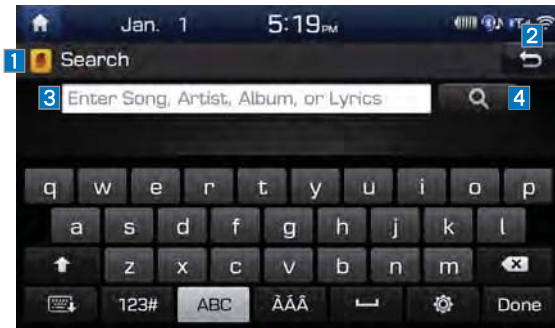 Jan. 1 5:19PM
2
1 Search
3 Enter Song, Artist, Album, or Lyrics 4
q w e r t y u i o p
a s d f g h j k l
z x c v b n m
123# ABC ÀÁÂ Done